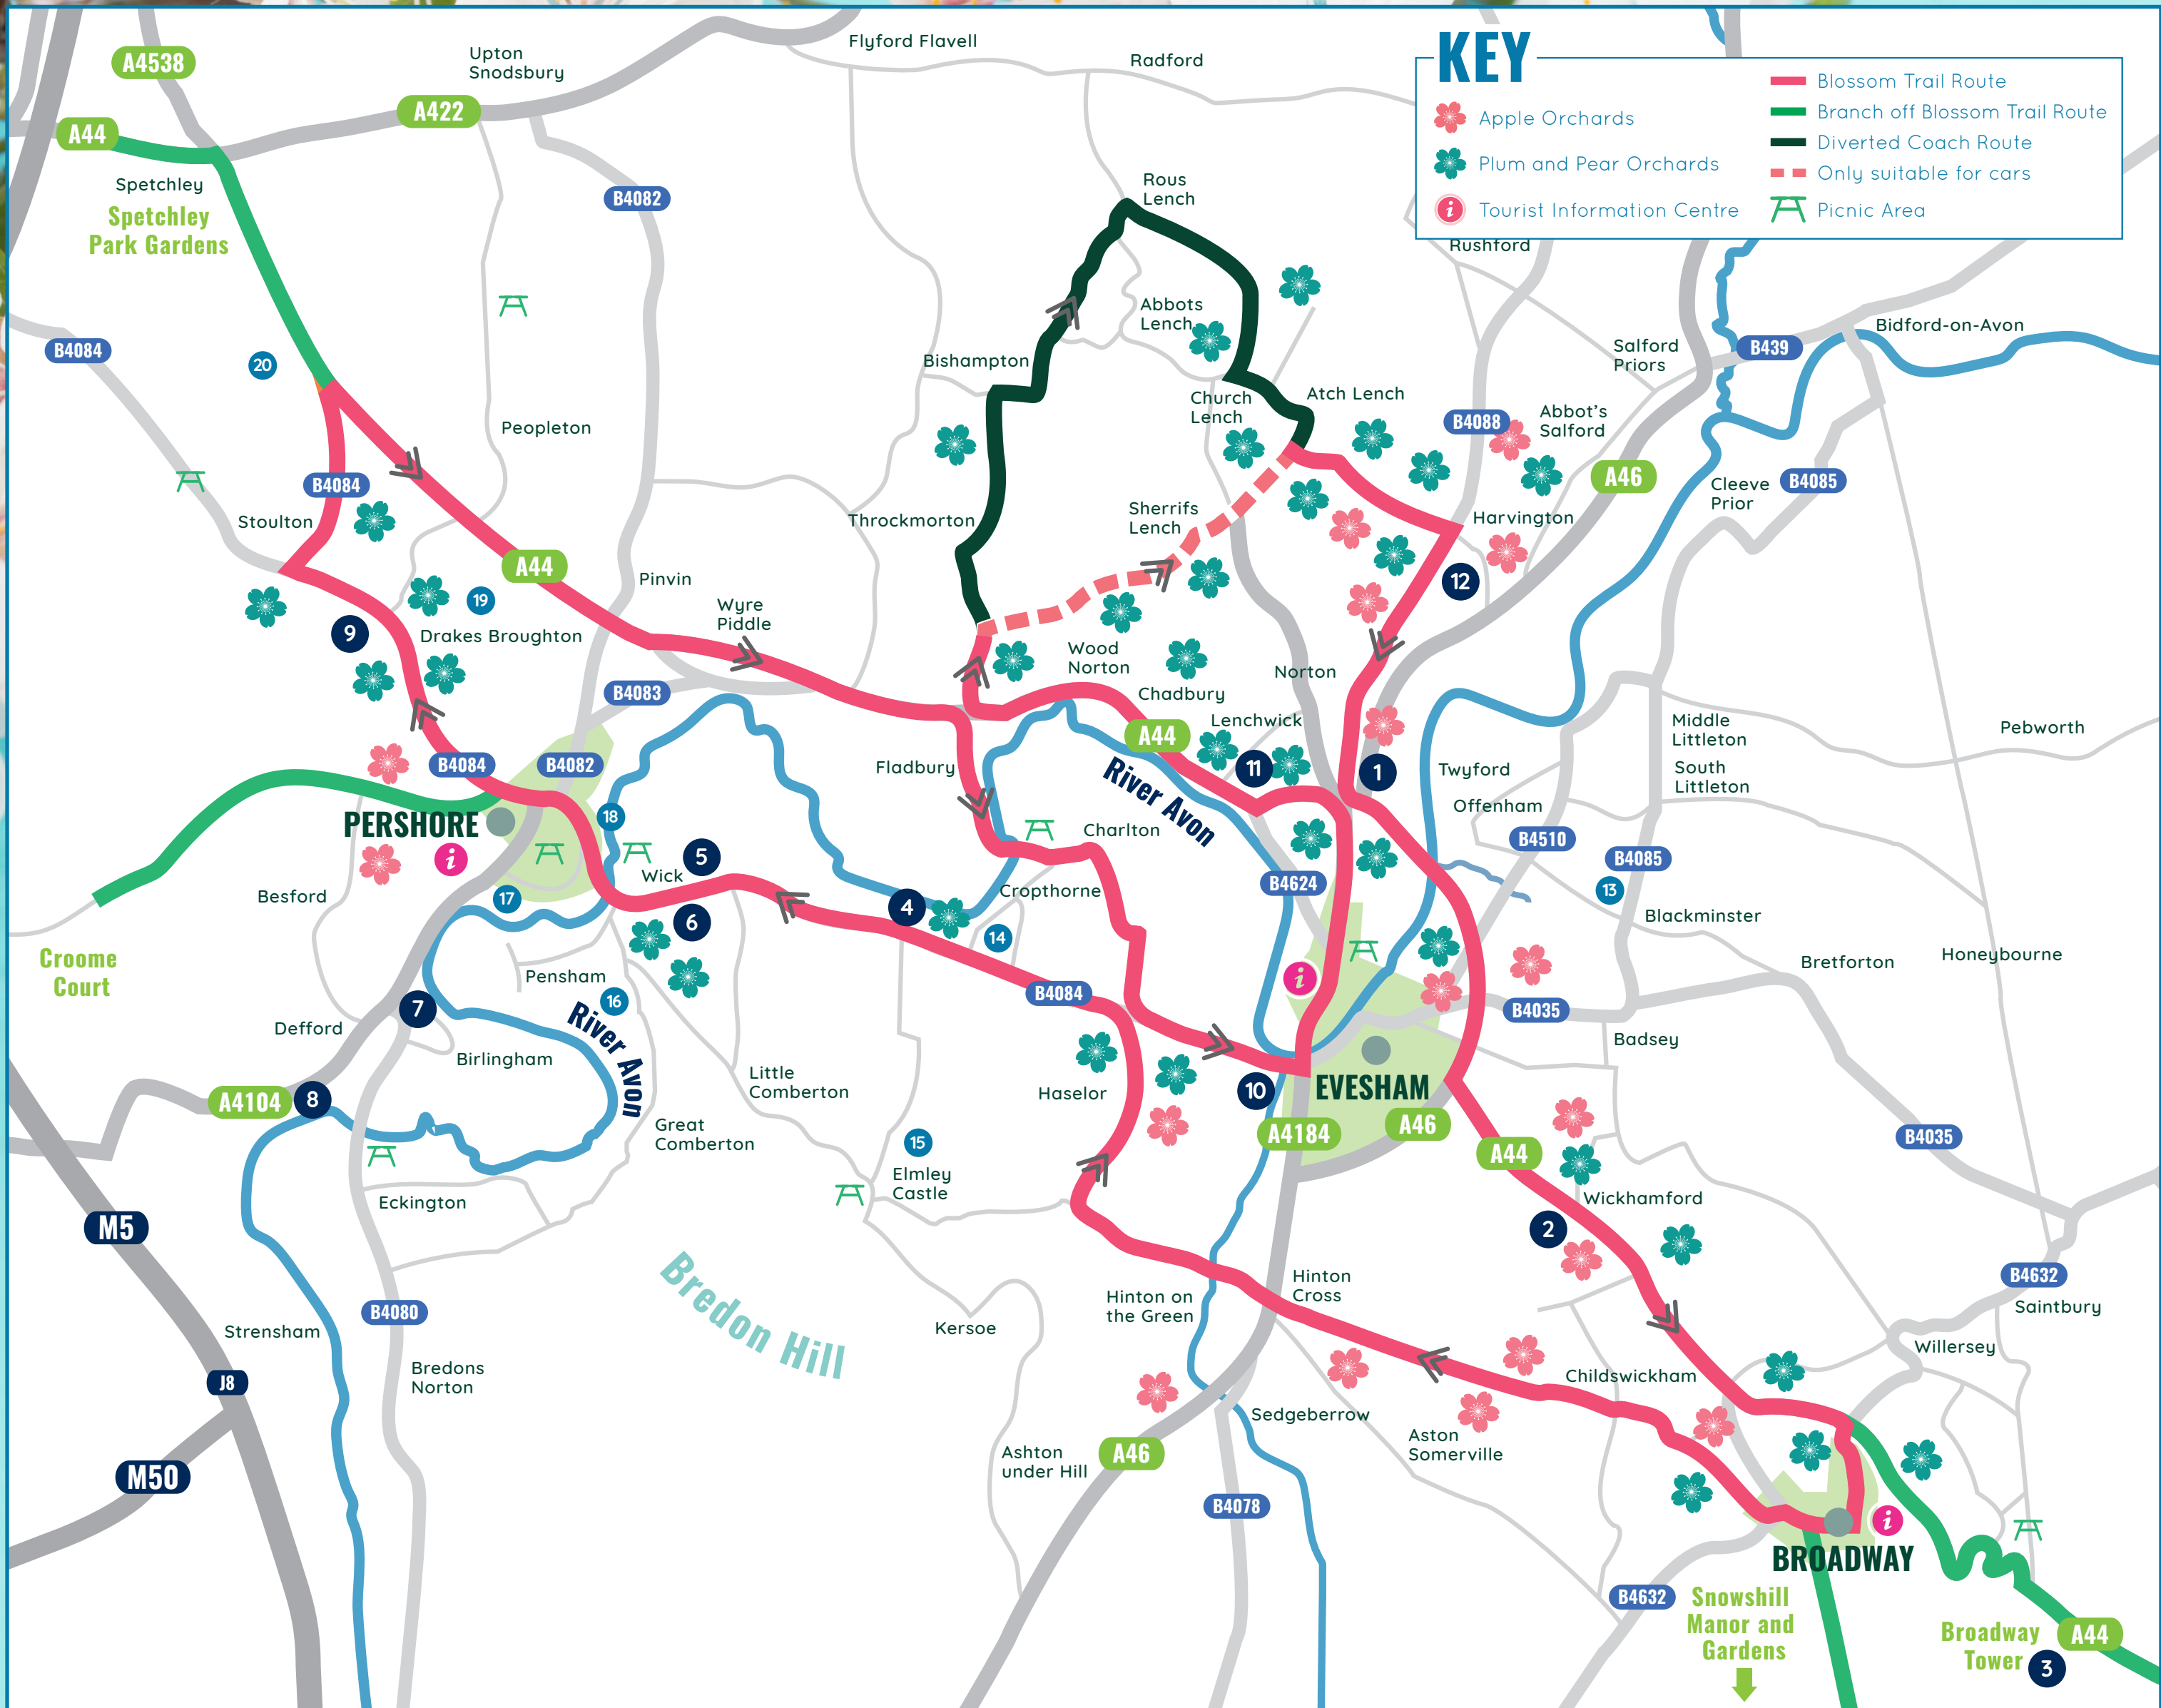 KEY
Apple Orchards
Plum and Pear Orchards
Tourist Information Centre
Blossom Trail Route
Branch off Blossom Trail Route
Diverted Coach Route
Only suitable for cars
Picnic Area
A4538
Upton
Snodsbury
Flyford Flavell
Radford
A422
A44
Spetchley
Spetchley
Park Gardens
B4082
Rous
Lench
Rushford
Abbots
Lench
B4084
20
Bishampton
Salford
Priors
B439
Bidford-on-Avon
Church
Lench
Atch Lench
B4088
Abbot's
Salford
Peopleton
A46
B4084
Cleeve
Prior
B4085
Stoulton
Throckmorton
Sherrifs
Lench
Harvington
A44
Pinvin
12
19
Wyre
Piddle
9
Drakes Broughton
Wood
Norton
Norton
B4083
Chadbury
Lenchwick
Middle
Littleton
Pebworth
A44
B4084
B4082
Fladbury
River Avon
11
1
Twyford
South
Littleton
Offenham
PERSHORE
i
18
Charlton
B4510
B4085
5
Wick
Besford
17
Cropthorne
B4624
13
4
6
14
Blackminster
Croome
Court
Pensham
16
i
Bretforton
Honeybourne
B4084
7
River Avon
B4035
Defford
Birlingham
Badsey
EVESHAM
Little
Comberton
Haselor
10
A4104
8
A4184
A46
Great
Comberton
15
Elmley
Castle
A44
B4035
Eckington
Wickhamford
M5
2
Bredon Hill
B4632
Saintbury
Hinton
Cross
Hinton on
the Green
B4080
Strensham
Kersoe
Willersey
Bredons
Norton
J8
Childswickham
Sedgeberrow
Aston
Somerville
Ashton
under Hill
A46
M50
B4078
i
BROADWAY
B4632
Snowshill
Manor and
Gardens
Broadway
Tower
3
A44